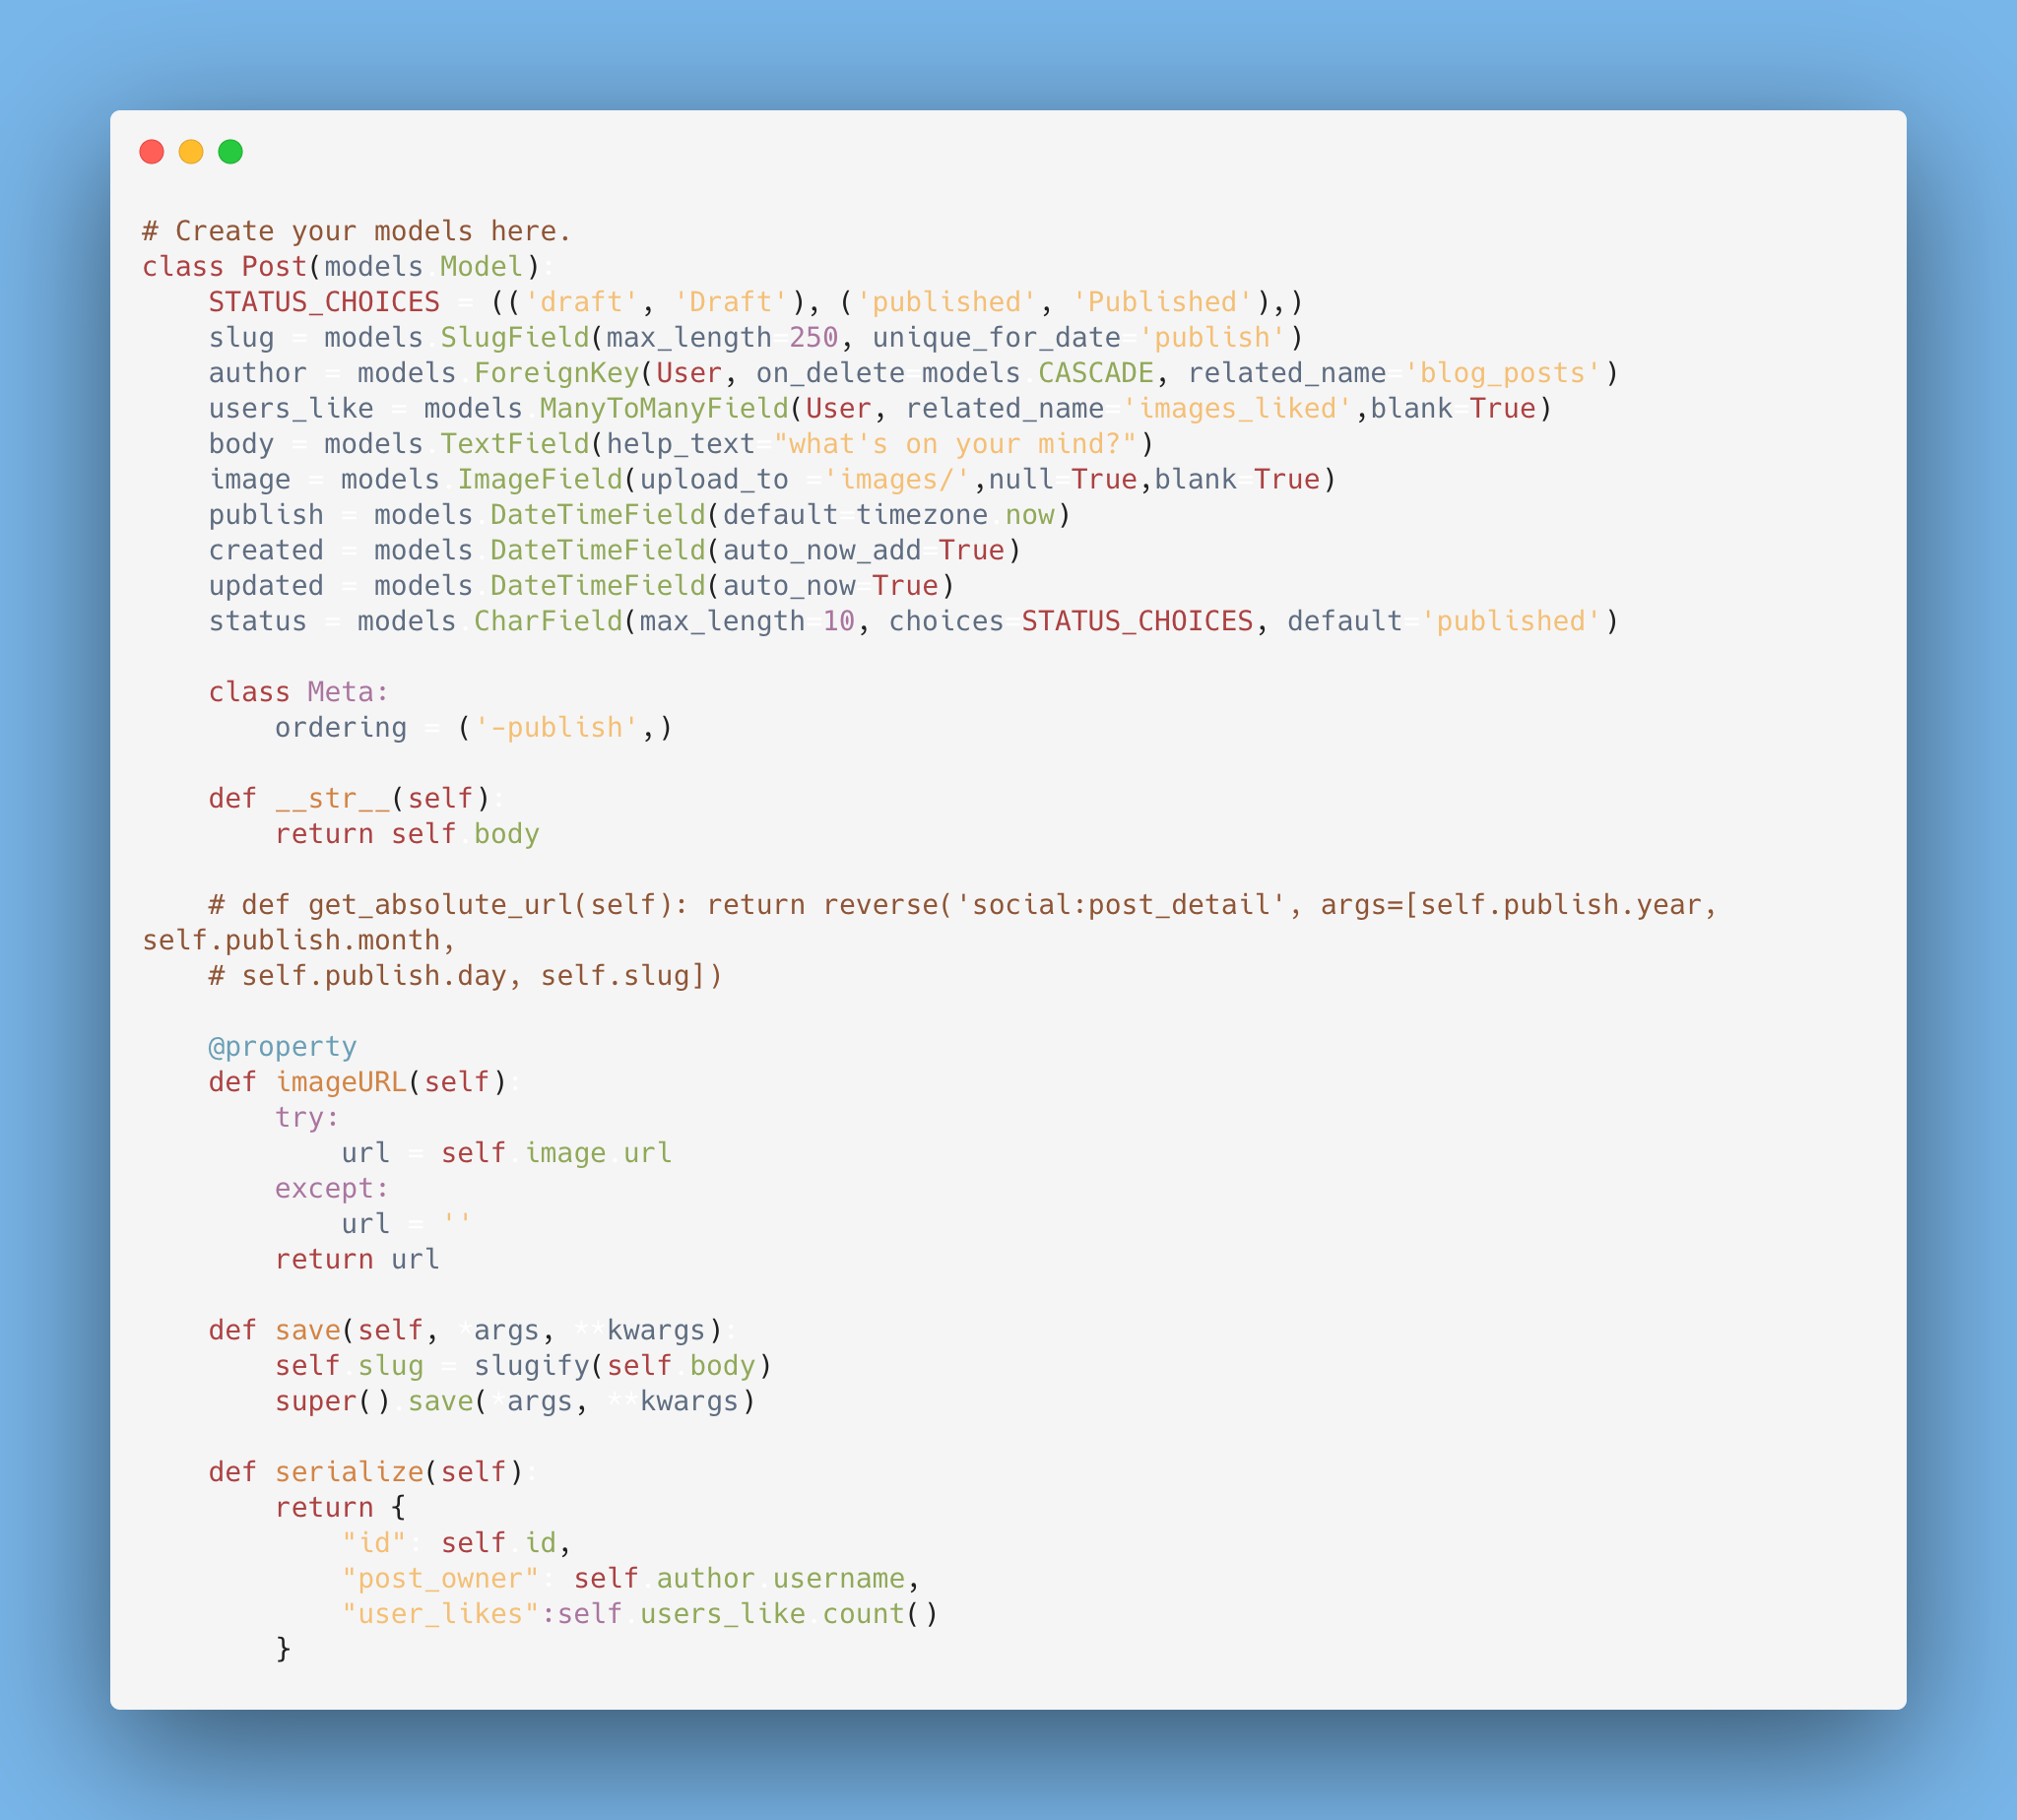 # Create your models here.
class Post(models.Model):
    STATUS_CHOICES = (('draft', 'Draft'), ('published', 'Published'),)
    slug = models.SlugField(max_length=250, unique_for_date='publish')
    author = models.ForeignKey(User, on_delete=models.CASCADE, related_name='blog_posts')
    users_like = models.ManyToManyField(User, related_name='images_liked',blank=True)
    body = models.TextField(help_text="what's on your mind?")
    image = models.ImageField(upload_to ='images/',null=True,blank=True)
    publish = models.DateTimeField(default=timezone.now)
    created = models.DateTimeField(auto_now_add=True)
    updated = models.DateTimeField(auto_now=True)
    status = models.CharField(max_length=10, choices=STATUS_CHOICES, default='published')

    class Meta:
        ordering = ('-publish',)

    def __str__(self):
        return self.body

    # def get_absolute_url(self): return reverse('social:post_detail', args=[self.publish.year,
self.publish.month,
    # self.publish.day, self.slug])

    @property
    def imageURL(self):
        try:
            url = self.image.url
        except:
            url = ''
        return url

    def save(self, *args, **kwargs):
        self.slug = slugify(self.body)
        super().save(*args, **kwargs)

    def serialize(self):
        return {
            "id": self.id,
            "post_owner": self.author.username,
            "user_likes":self.users_like.count()
        }